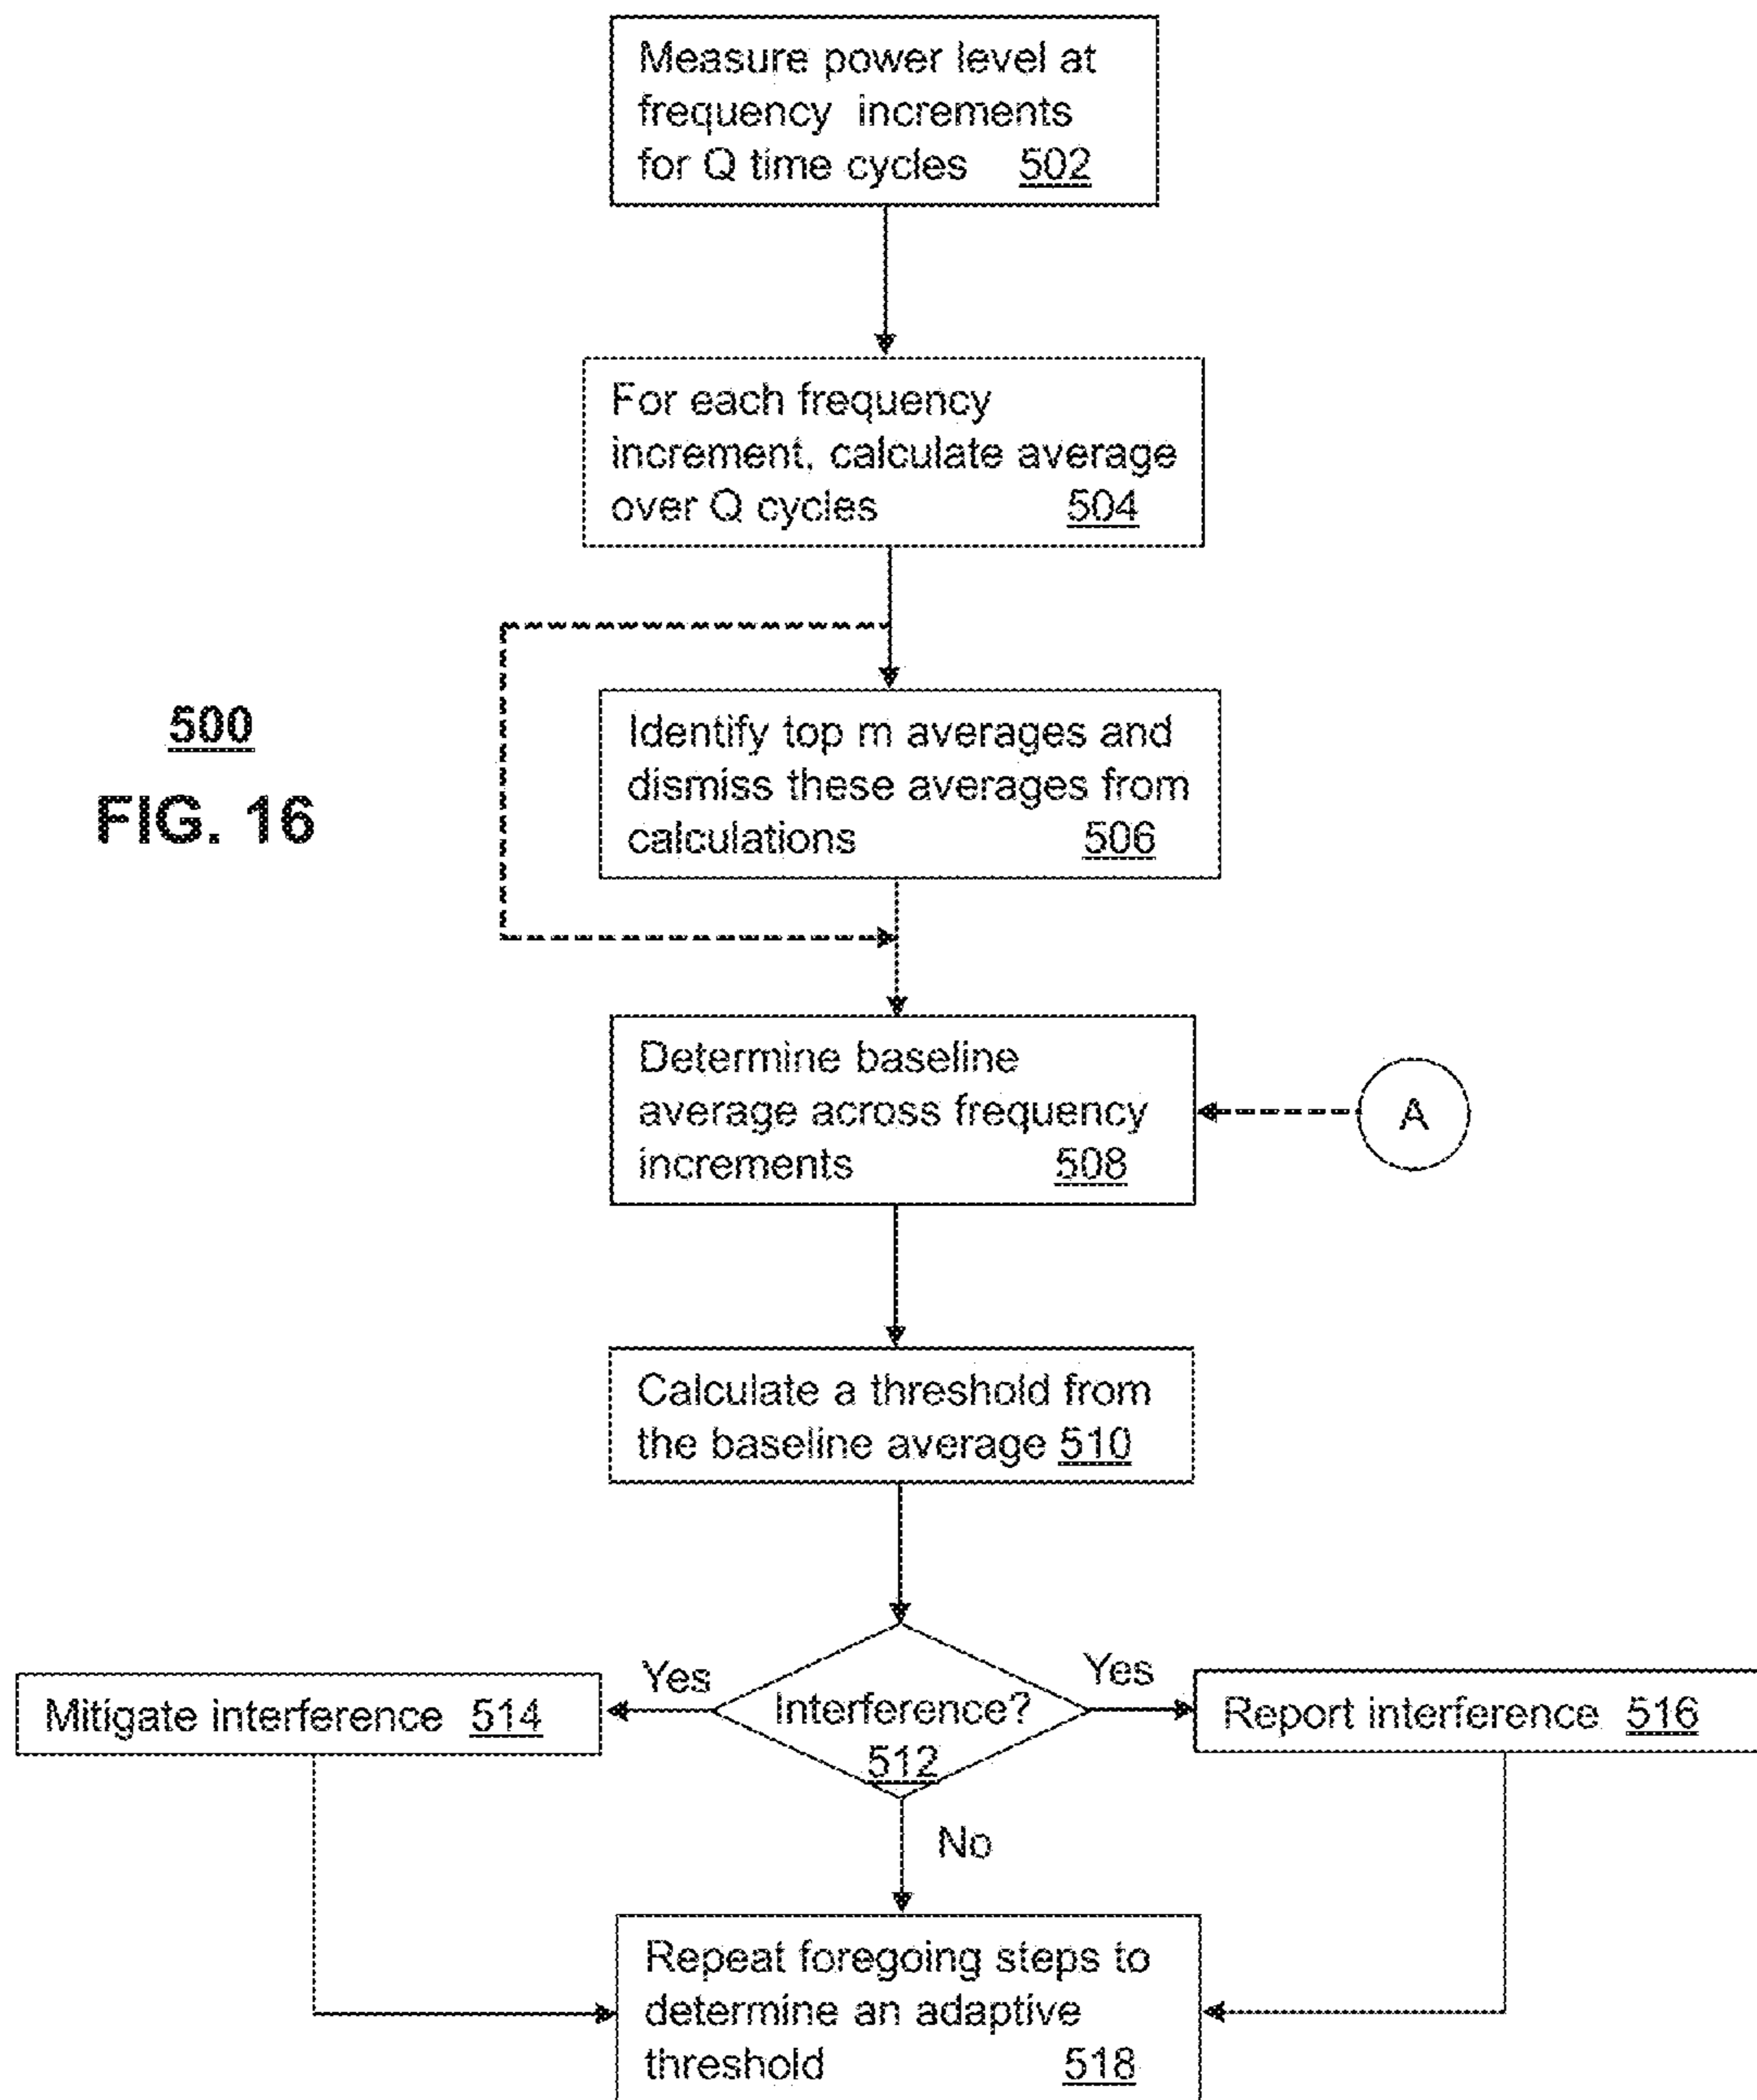 Measure power level at
frequency increments
for Q time cycles 502
For each frequency
increment, calculate average
over Q cycles 504
500
FIG. 16
Identify top m averages and
dismiss these averages from
calculations 506
Determine baseline
average across frequency
increments 508
A
Calculate a threshold from
the baseline average 510
Yes
Yes
Mitigate interference 514
Interference?
512
Report interference 516
No
Repeat foregoing steps to
determine an adaptive
threshold 518